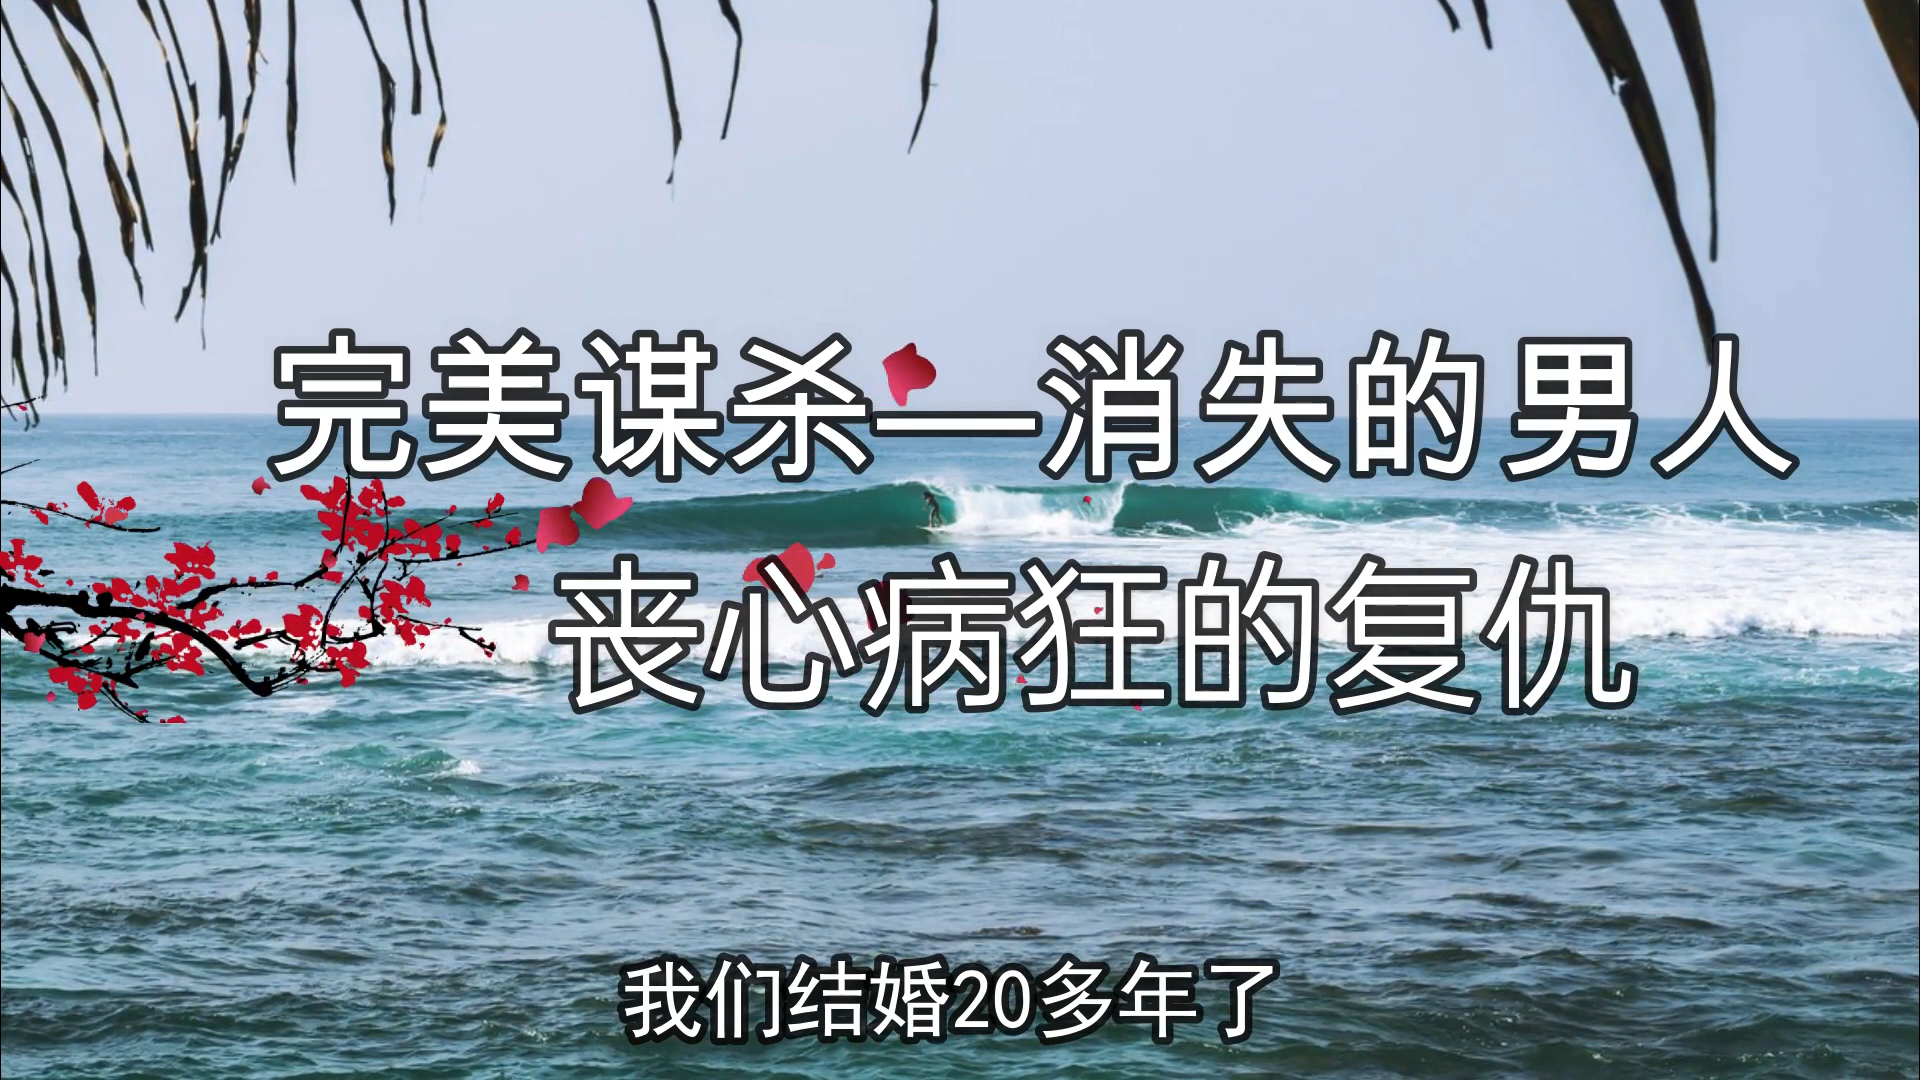 完美谋杀—消失的男人
丧心病狂的复仇
我们结婚20多年了